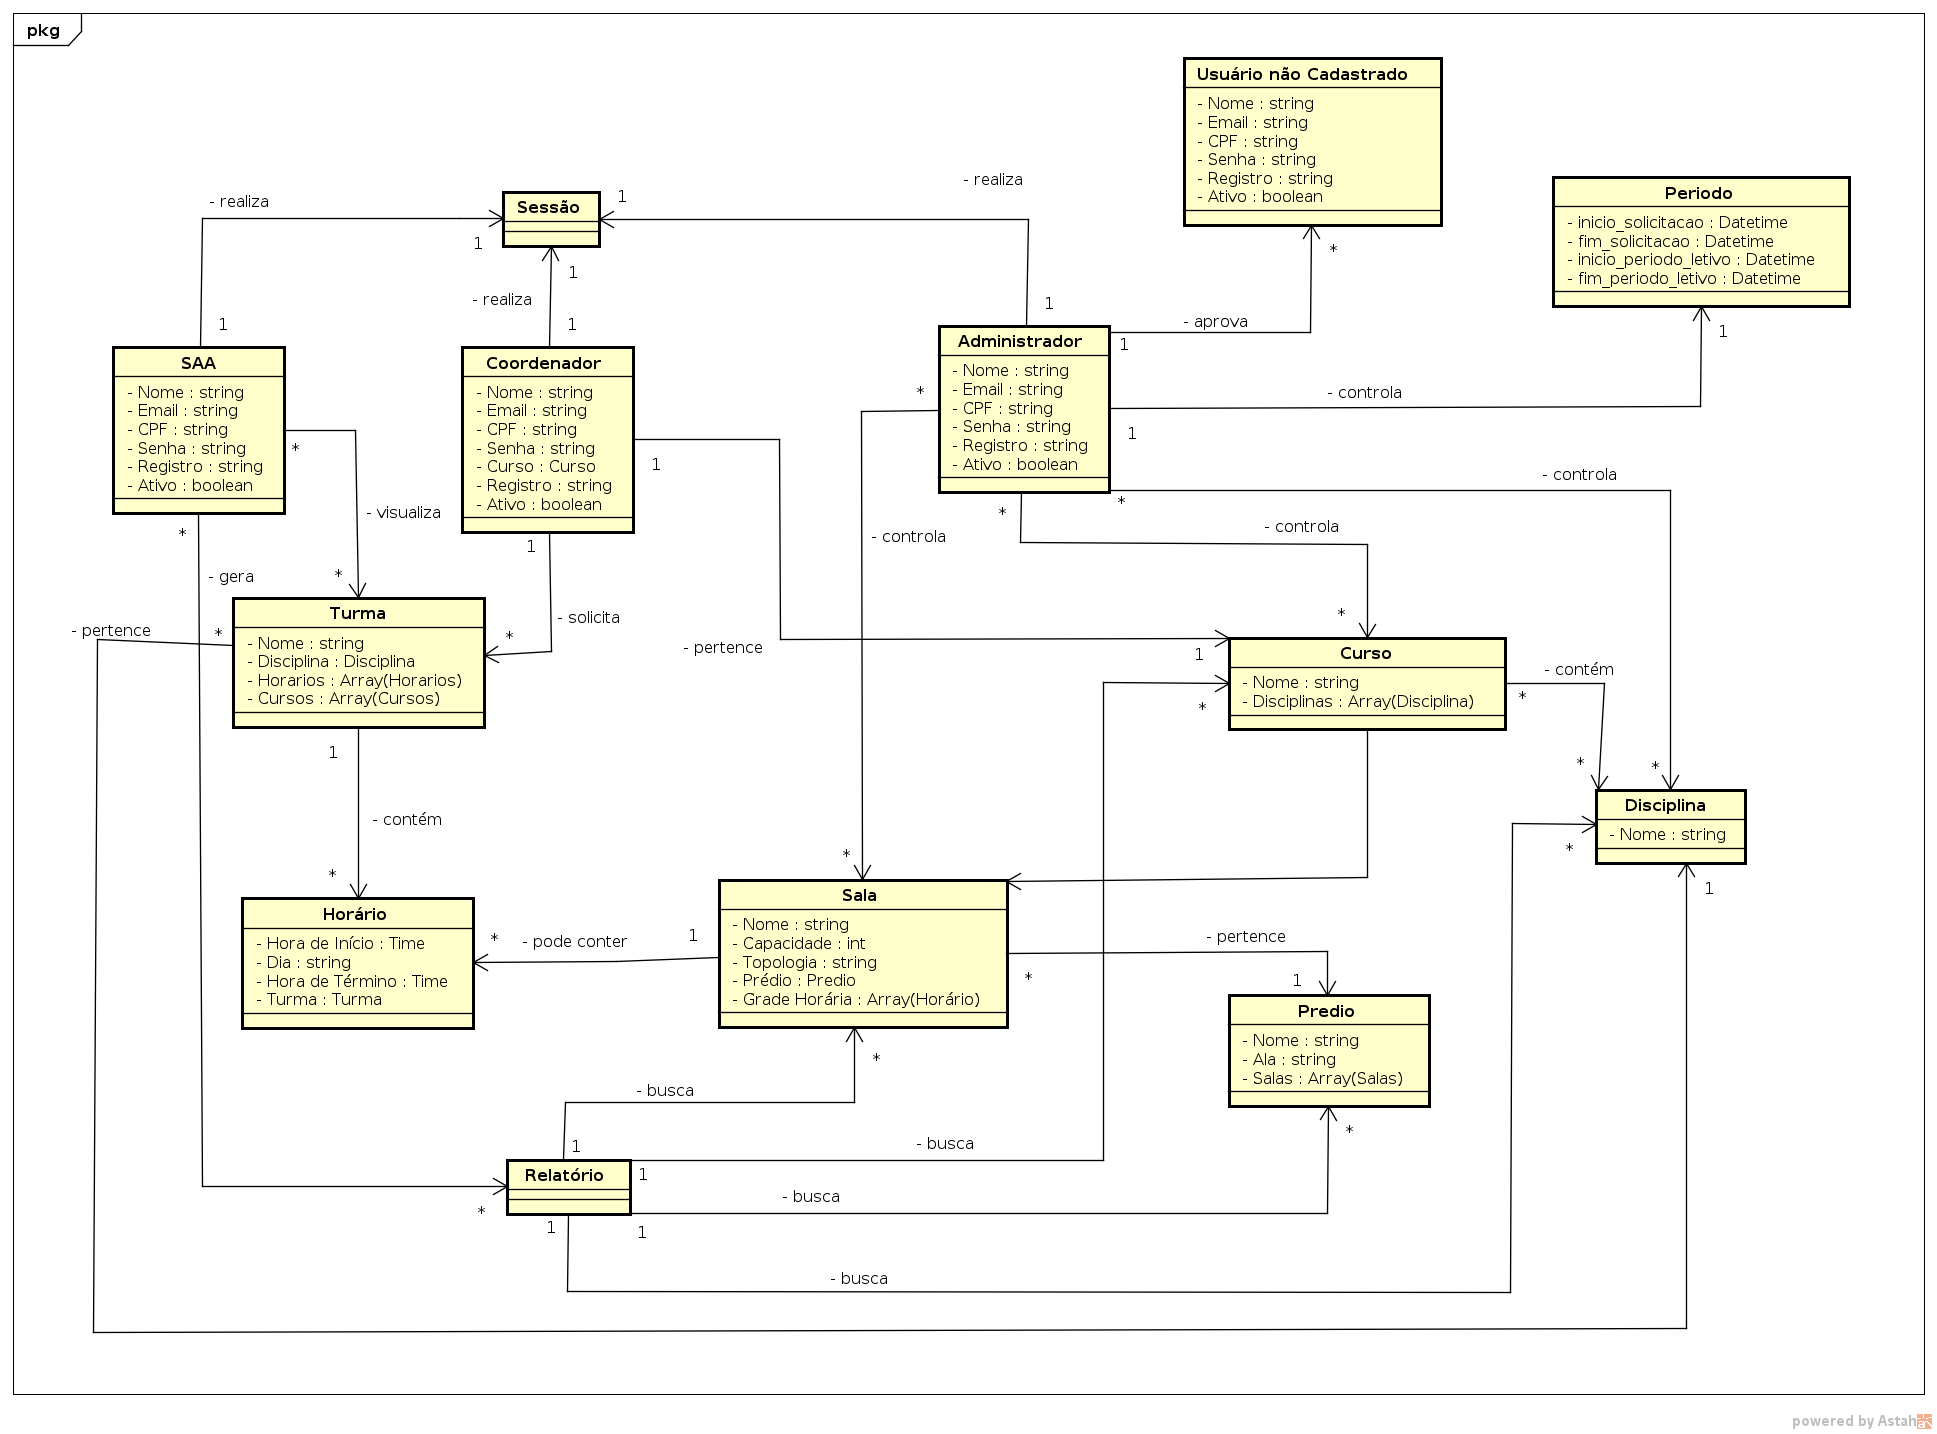 pkg
Usuário não Cadastrado
- Nome : string
- Email : string
- CPF : string
- Senha : string
- Registro : string
- Ativo : boolean
Periodo
- inicio_solicitacao : Datetime
- fim_solicitacao : Datetime
- inicio_periodo_letivo : Datetime
- fim_periodo_letivo : Datetime
- realiza
Sessão
1
- realiza
1
1
- realiza
*
1
1
1
- aprova
1
1
SAA
- Nome : string
- Email : string
- CPF : string
- Senha : string
- Registro : string
- Ativo : boolean
Coordenador
- Nome : string
- Email : string
- CPF : string
- Senha : string
- Curso : Curso
- Registro : string
- Ativo : boolean
Administrador
- Nome : string
- Email : string
- CPF : string
- Senha : string
- Registro : string
- Ativo : boolean
*
- controla
1
*
1
- controla
*
*
*
- visualiza
1
- controla
- controla
- gera
*
- solicita
*
*
- pertence
*
- pertence
1
Turma
- Nome : string
- Disciplina : Disciplina
- Horarios : Array(Horarios)
- Cursos : Array(Cursos)
Curso
- Nome : string
- Disciplinas : Array(Disciplina)
- contém
*
*
1
*
*
Disciplina
- Nome : string
*
1
- contém
*
*
Horário
- Hora de Início : Time
- Dia : string
- Hora de Término : Time
- Turma : Turma
*
- pode conter
1
Sala
- Nome : string
- Capacidade : int
- Topologia : string
- Prédio : Predio
- Grade Horária : Array(Horário)
- pertence
*
1
Predio
- Nome : string
- Ala : string
- Salas : Array(Salas)
*
- busca
*
1
- busca
1
Relatório
- busca
*
1
1
- busca
powered by Astah